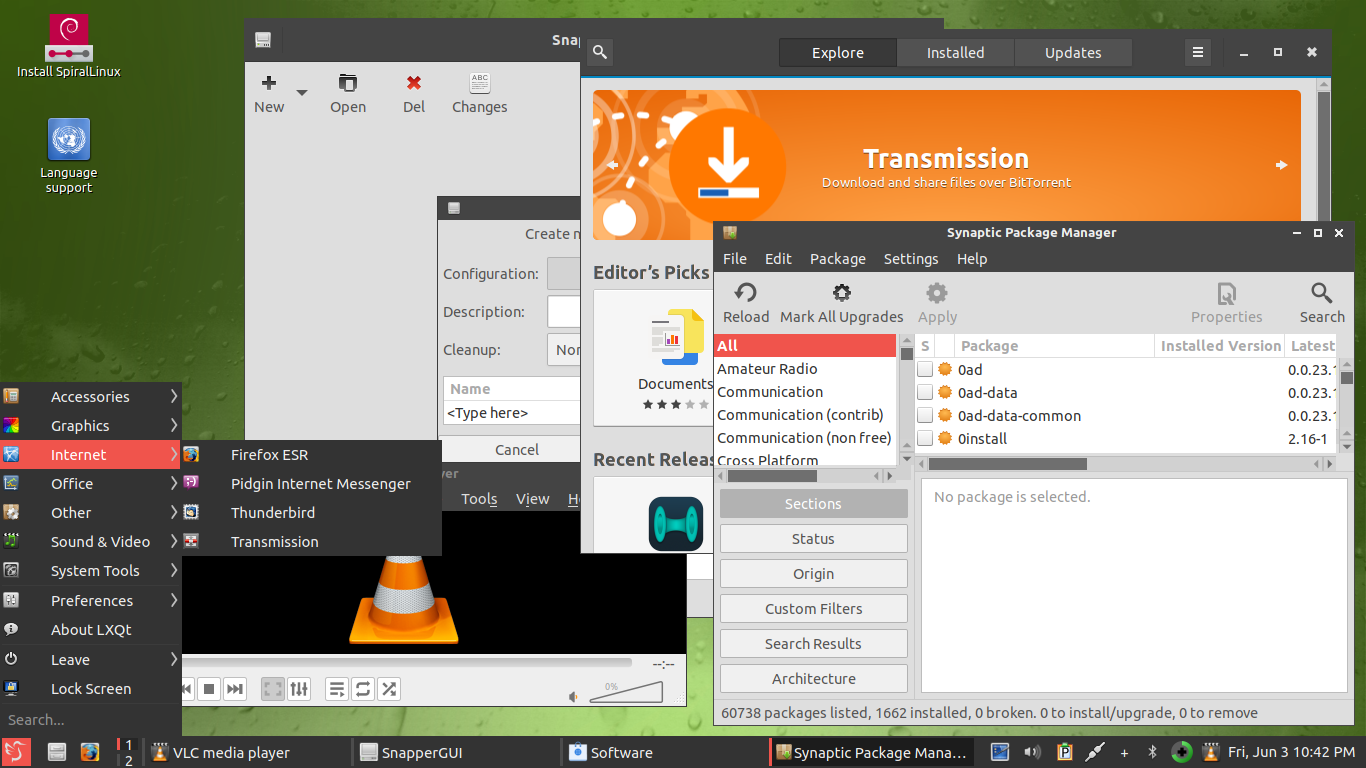 Install SpiralLinux
Language
support
Snap
New
Open
Del
ABC
Changes
Create n
Configuration:
Description:
Cleanup:
Non
Name
<Type here>
Cancel
Explore
Installed
Updates
Transmission
Download and share files over BitTorrent
Editor's Picks
Documents
Recent Releas
Synaptic Package Manager
File
Edit
Package
Settings
Help
Reload
Mark All Upgrades
Apply
Properties
Search
All
Amateur Radio
Communication
Communication (contrib)
Communication (non free)
Cross Platform
S
Package
Installed Version
Latest
0ad
0.0.23.1
0ad-data
0.0.23.1
0ad-data-common
0.0.23.1
0install
2.16-1
Sections
Status
Origin
Custom Filters
Search Results
Architecture
No package is selected.
60738 packages listed, 1662 installed, 0 broken. 0 to install/upgrade, 0 to remove
Accessories
Graphics
Internet
Office
Other
Sound & Video
System Tools
Preferences
About LXQt
Leave
Lock Screen
Search...
Firefox ESR
Pidgin Internet Messenger
Thunderbird
Transmission
yer
Tools
View
He
--:--
0%
1
2
VLC media player
SnapperGUI
Software
Synaptic Package Mana...
Fri, Jun 3 10:42 PM